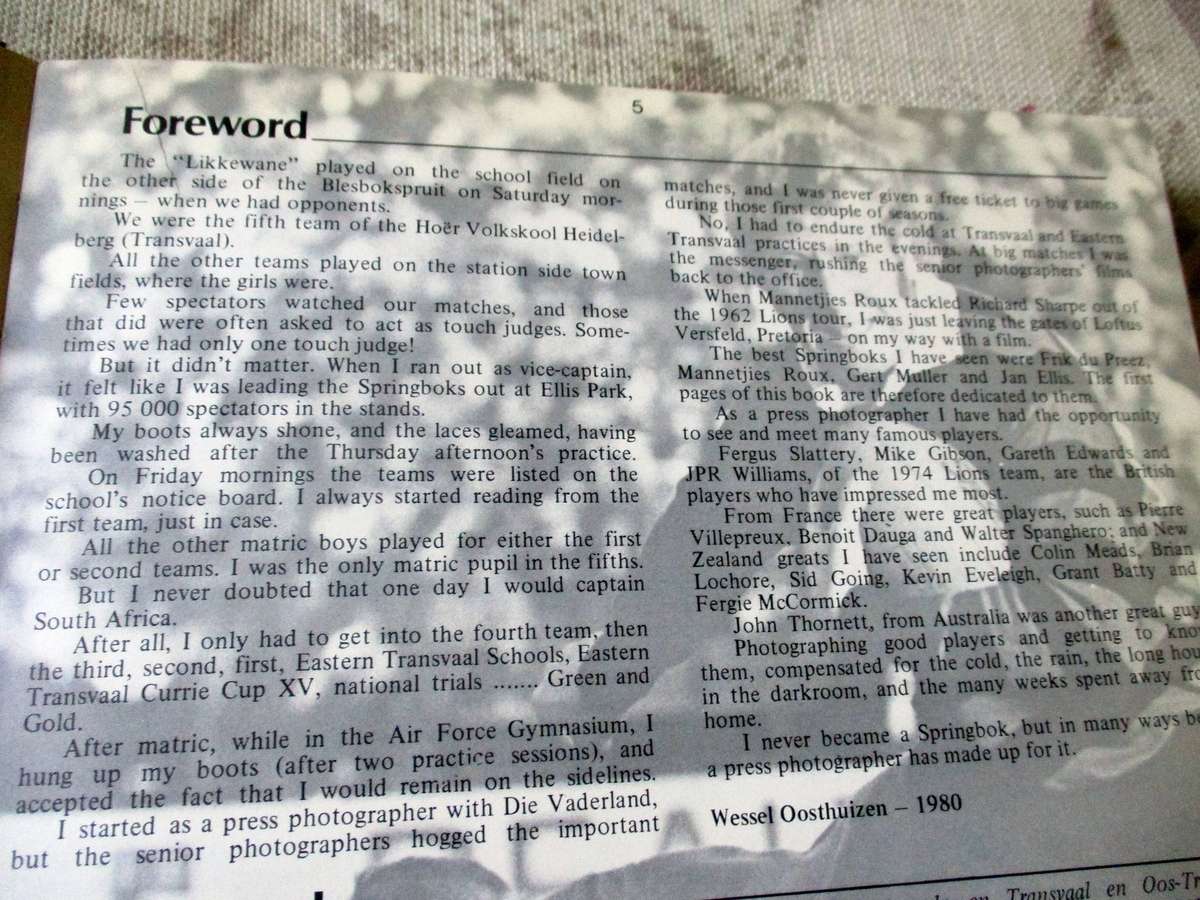 5
Foreword
The "Likkewane" played on the school field on
the other side of the Blesbokspruit on Saturday mor-
nings — when we had opponents.
We were the fifth team of the Hoër Volkskool Heidel-
berg (Transvaal).
All the other teams played on the station side town
fields, where the girls were.
Few spectators watched our matches, and those
that did were often asked to act as touch judges. Some-
times we had only one touch judge!
But it didn't matter. When I ran out as vice-captain,
it felt like I was leading the Springboks out at Ellis Park,
with 95 000 spectators in the stands.
My boots always shone, and the laces gleamed, having
been washed after the Thursday afternoon's practice.
On Friday mornings the teams were listed on the
school's notice board. I always started reading from the
first team, just in case.
All the other matric boys played for either the first
or second teams. I was the only matric pupil in the fifths.
But I never doubted that one day I would captain
South Africa.
After all, I only had to get into the fourth team, then
the third, second, first, Eastern Transvaal Schools, Eastern
Transvaal Currie Cup XV, national trials ....... Green and
Gold.
After matric, while in the Air Force Gymnasium, I
hung up my boots (after two practice sessions), and
accepted the fact that I would remain on the sidelines.
I started as a press photographer with Die Vaderland,
but the senior photographers hogged the important
matches, and I was never given a free ticket to big games
during those first couple of seasons.
No, I had to endure the cold at Transvaal and Eastern
Transvaal practices in the evenings. At big matches I was
the messenger, rushing the senior photographers' films
back to the office.
When Mannetjies Roux tackled Richard Sharpe out of
the 1962 Lions tour, I was just leaving the gates of Loftus
Versfeld, Pretoria — on my way with a film.
The best Springboks I have seen were Frik du Preez,
Mannetjies Roux, Gert Muller and Jan Ellis. The first
pages of this book are therefore dedicated to them.
As a press photographer I have had the opportunity
to see and meet many famous players.
Fergus Slattery, Mike Gibson, Gareth Edwards and
JPR Williams, of the 1974 Lions team, are the British
players who have impressed me most.
From France there were great players, such as Pierre
Villepreux, Benoit Dauga and Walter Spanghero; and New
Zealand greats I have seen include Colin Meads, Brian
Lochore, Sid Going, Kevin Eveleigh, Grant Batty and
Fergie McCormick.
John Thornett, from Australia was another great guy
Photographing good players and getting to kno
them, compensated for the cold, the rain, the long hou
in the darkroom, and the many weeks spent away fro
home.
I never became a Springbok, but in many ways be
a press photographer has made up for it.
Wessel Oosthuizen — 1980
en Transvaal en Oos-Tr